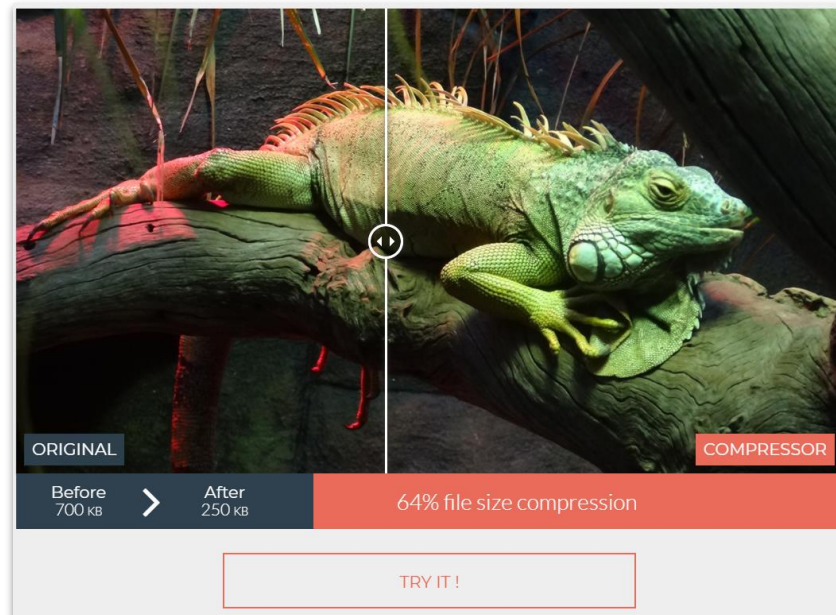 ORIGINAL
COMPRESSOR
Before
700 KB
After
250 KB
64% file size compression
TRY IT !